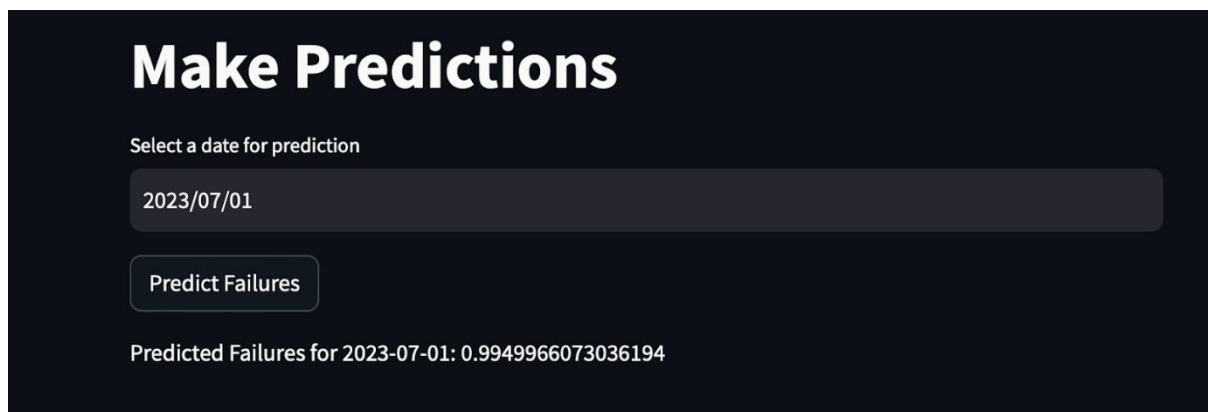 Make Predictions
Select a date for prediction
2023/07/01
Predict Failures
Predicted Failures for 2023-07-01: 0.9949966073036194